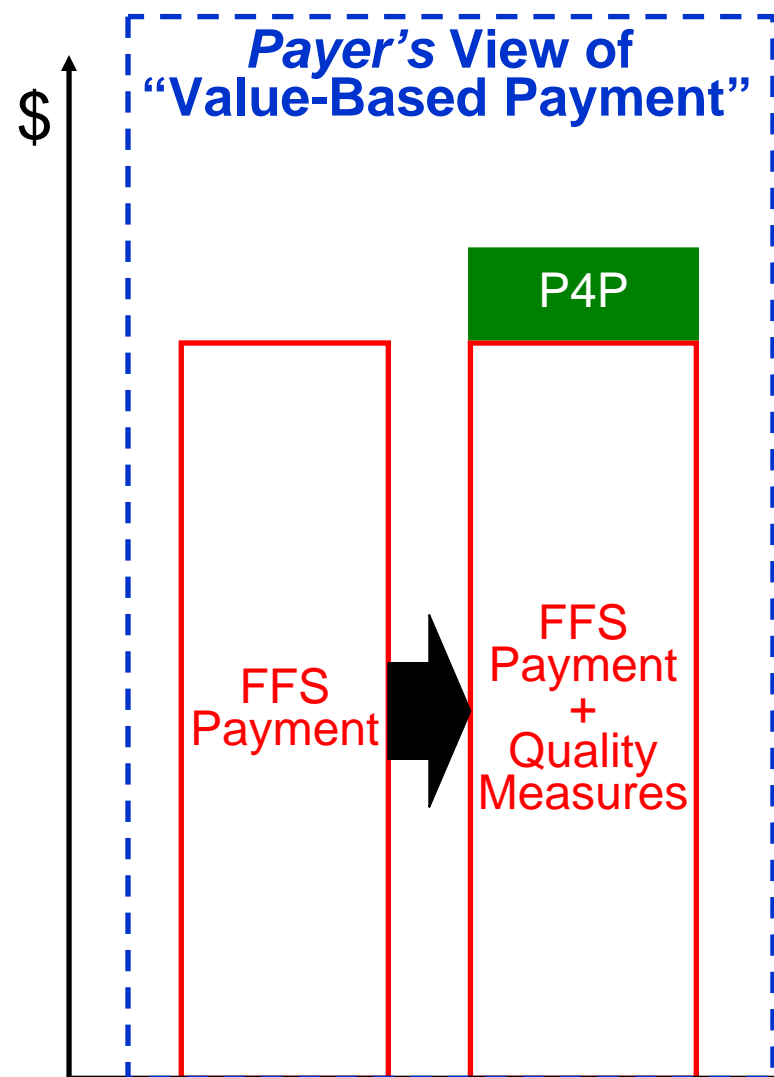 Payer’s View of
“Value-Based Payment”
$
P4P
FFS
Payment
FFS
Payment
+
Quality
Measures